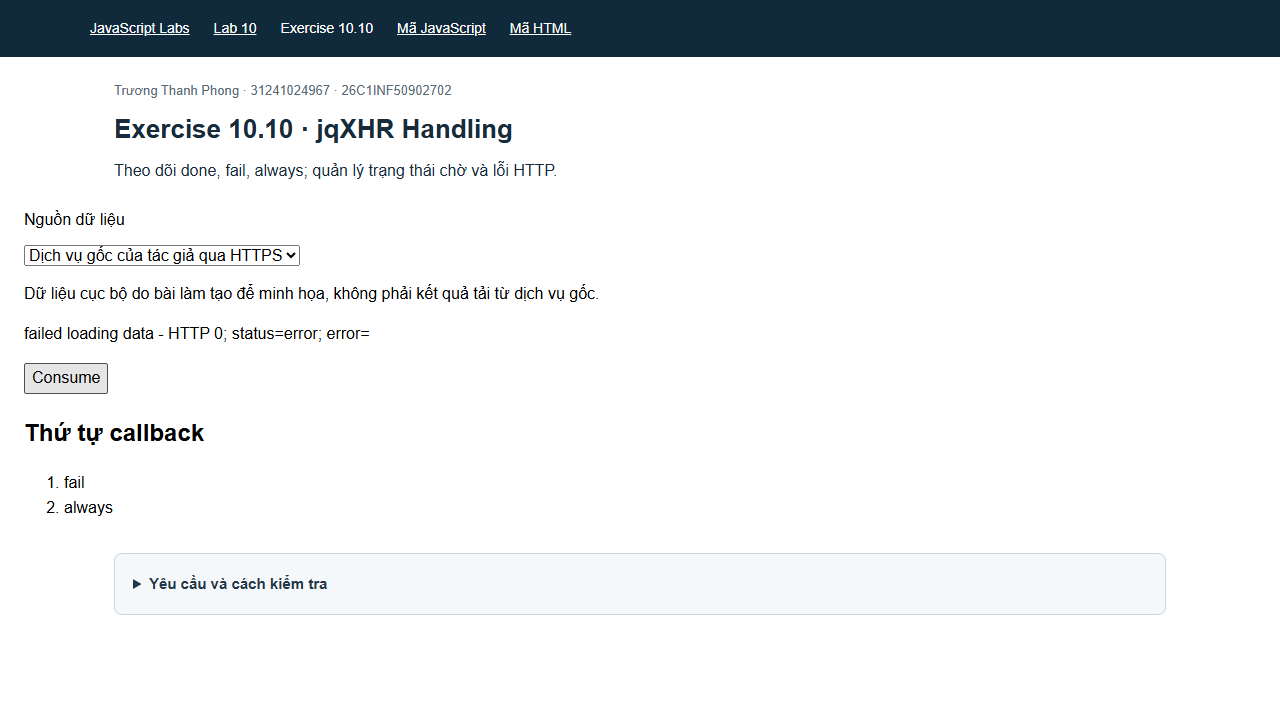 JavaScript Labs Lab 10 Exercise 10.10 Mã JavaScript Mã HTML
Trương Thanh Phong · 31241024967 · 26C1INF50902702
Exercise 10.10 · jqXHR Handling
Theo dõi done, fail, always; quản lý trạng thái chờ và lỗi HTTP.
Nguồn dữ liệu
Dịch vụ gốc của tác giả qua HTTPS
Dữ liệu cục bộ do bài làm tạo để minh họa, không phải kết quả tải từ dịch vụ gốc.
failed loading data - HTTP 0; status=error; error=
Consume
Thứ tự callback
1. fail
2. always
Yêu cầu và cách kiểm tra